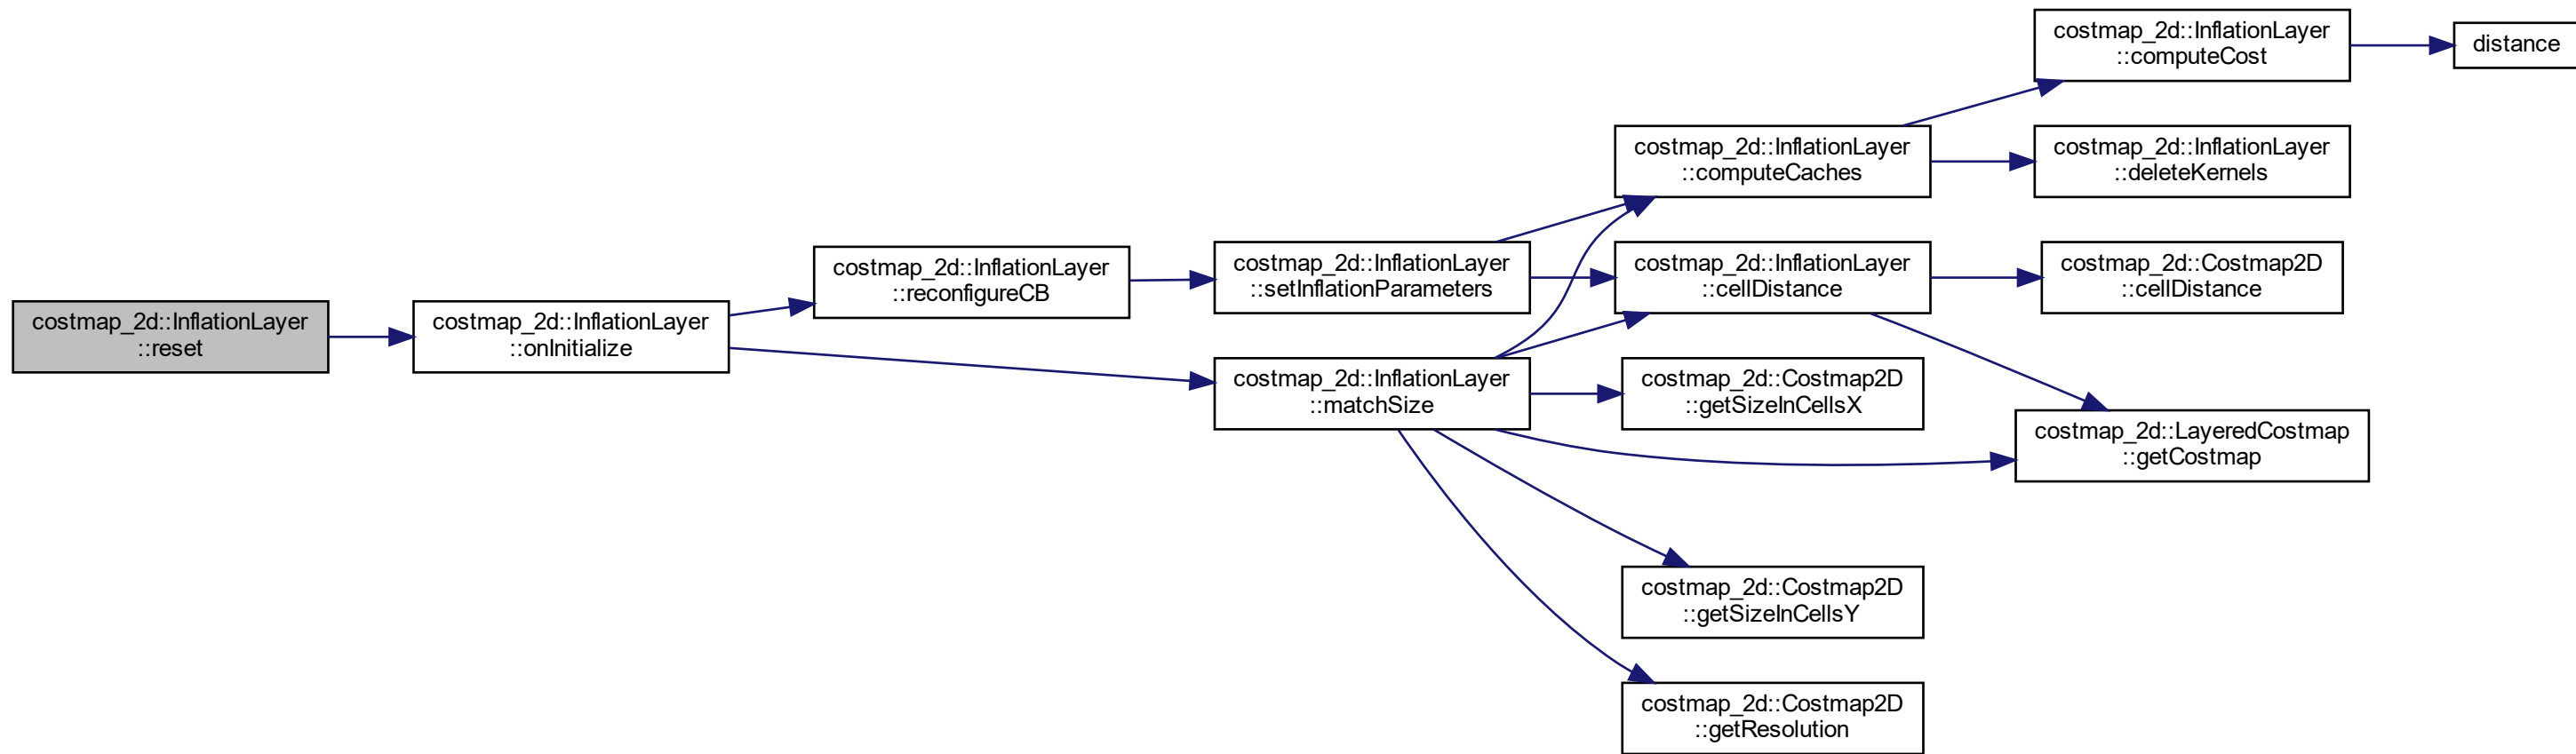 costmap_2d::InflationLayer
::reset
costmap_2d::InflationLayer
::onInitialize
costmap_2d::InflationLayer
::reconfigureCB
costmap_2d::InflationLayer
::setInflationParameters
costmap_2d::InflationLayer
::matchSize
costmap_2d::InflationLayer
::computeCaches
costmap_2d::InflationLayer
::cellDistance
costmap_2d::Costmap2D
::getSizeInCellsX
costmap_2d::Costmap2D
::getSizeInCellsY
costmap_2d::Costmap2D
::getResolution
costmap_2d::InflationLayer
::computeCost
costmap_2d::InflationLayer
::deleteKernels
costmap_2d::Costmap2D
::cellDistance
costmap_2d::LayeredCostmap
::getCostmap
distance